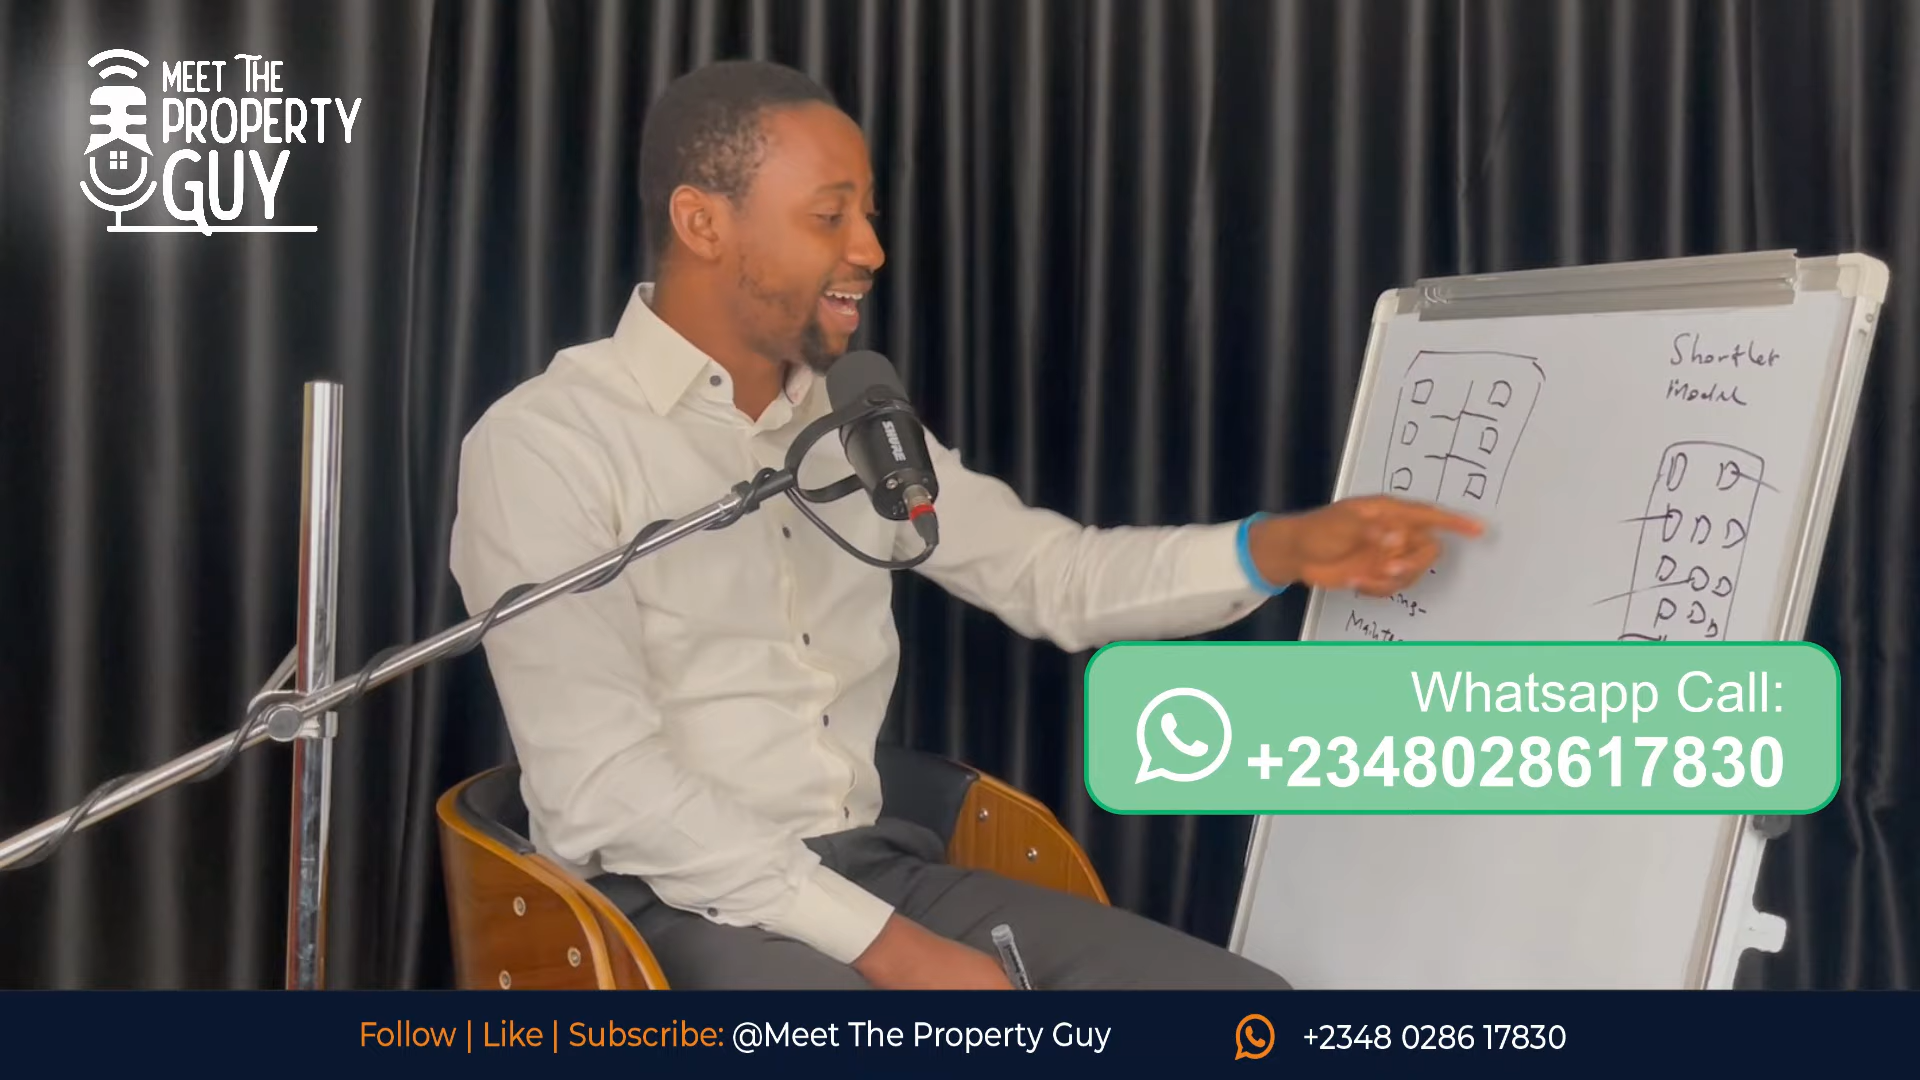 MEET THE
PROPERTY
GUY
SHURE
Shortlet
Model
Whatsapp Call:
+2348028617830
Follow | Like | Subscribe: @Meet The Property Guy
+2348 0286 17830